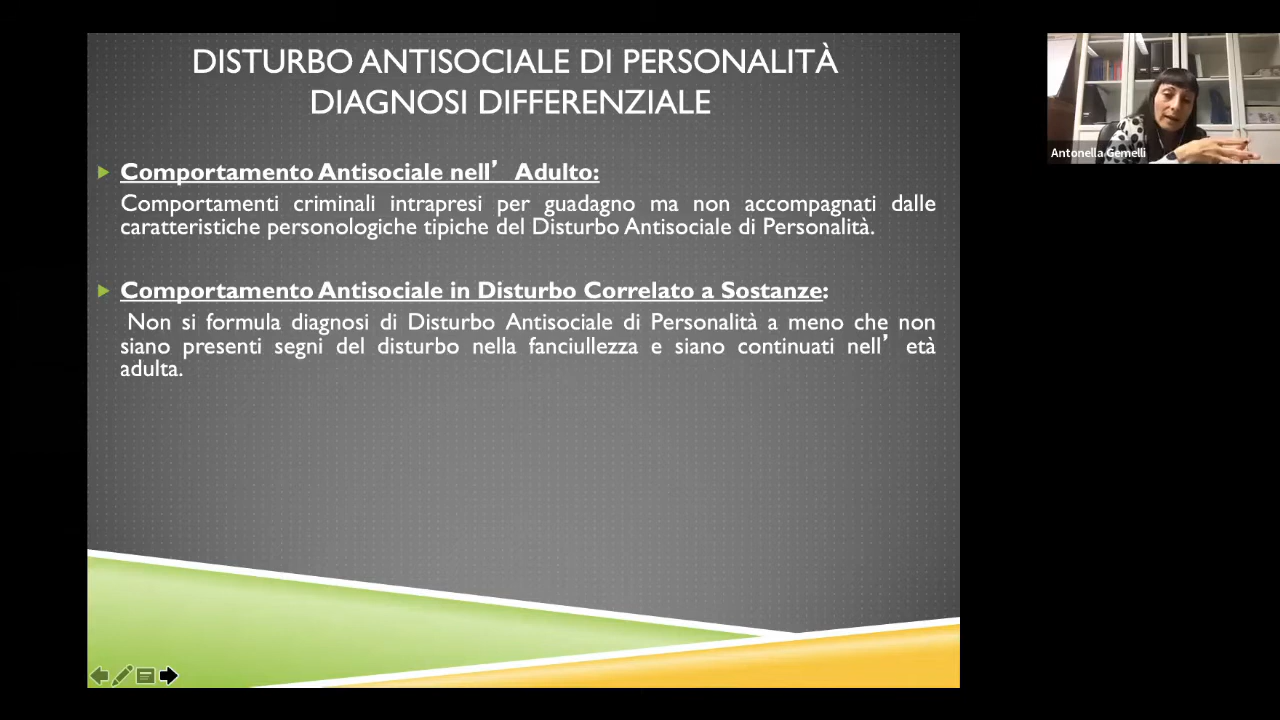 DISTURBO ANTISOCIALE DI PERSONALITÀ
DIAGNOSI DIFFERENZIALE
Comportamento Antisociale nell’ Adulto:
Comportamenti criminali intrapresi per guadagno ma non accompagnati dalle
caratteristiche personologiche tipiche del Disturbo Antisociale di Personalità.
Comportamento Antisociale in Disturbo Correlato a Sostanze:
Non si formula diagnosi di Disturbo Antisociale di Personalità a meno che non
siano presenti segni del disturbo nella fanciullezza e siano continuati nell’ età
adulta.
Antonella Gemelli